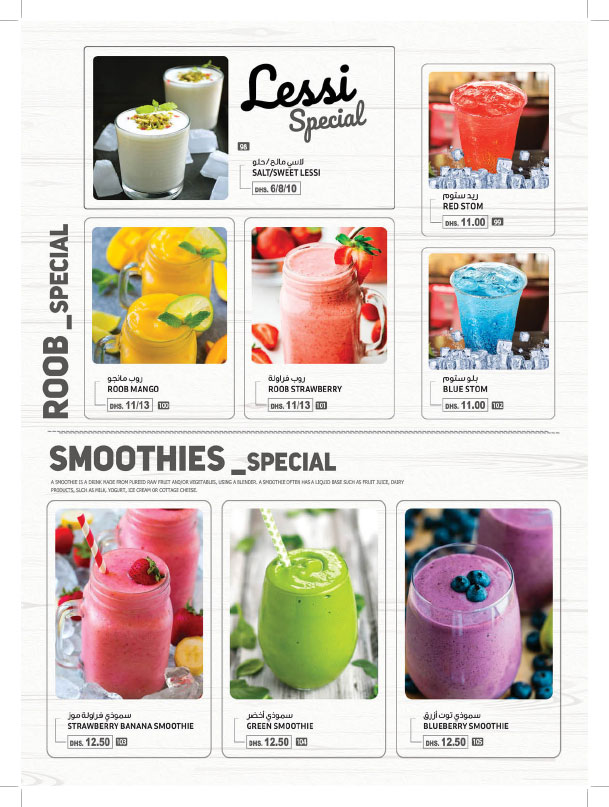 Lessi
Special
98
لاسي مالح/حلو
SALT/SWEET LESSI
DHS. 6/8/10
ريد ستوم
RED STOM
DHS. 11.00 99
ROOB _SPECIAL
روب مانجو
ROOB MANGO
DHS. 11/13 100
روب فراولة
ROOB STRAWBERRY
DHS. 11/13 101
بلو ستوم
BLUE STOM
DHS. 11.00 102
SMOOTHIES _SPECIAL
A SMOOTHIE IS A DRINK MADE FROM PUREED RAW FRUIT AND/OR VEGETABLES, USING A BLENDER. A SMOOTHIE OFTEN HAS A LIQUID BASE SUCH AS FRUIT JUICE, DAIRY
PRODUCTS, SUCH AS MILK, YOGURT, ICE CREAM OR COTTAGE CHEESE.
سموذي فراولة موز
STRAWBERRY BANANA SMOOTHIE
DHS. 12.50 103
سموذي أخضر
GREEN SMOOTHIE
DHS. 12.50 104
سموذي توت أزرق
BLUEBERRY SMOOTHIE
DHS. 12.50 105